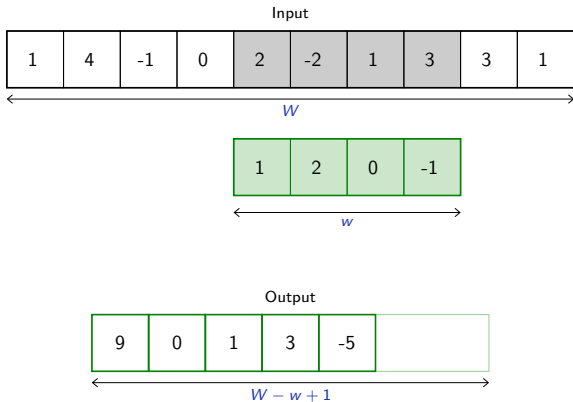 Input
1 4 -1 0 2 -2 1 3 3 1
W
1 2 0 -1
w
Output
9 0 1 3 -5
W − w + 1